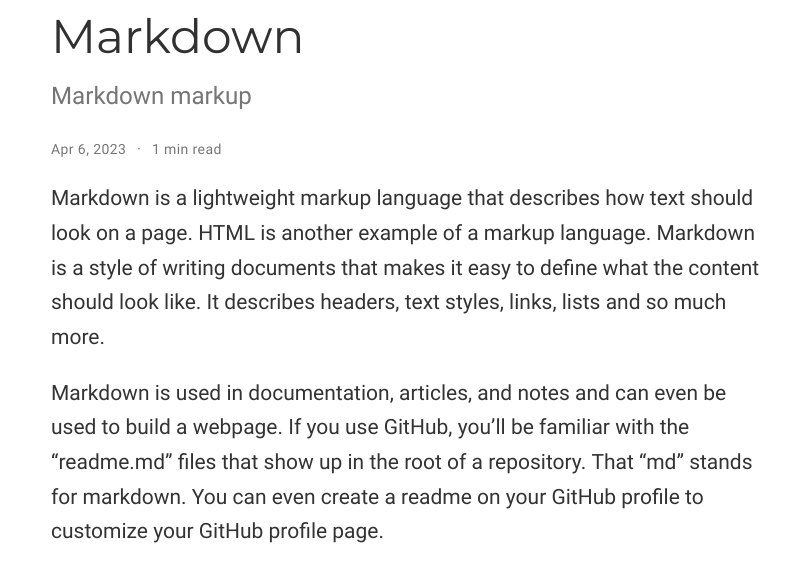 Markdown
Markdown markup
Apr 6, 2023 · 1 min read
Markdown is a lightweight markup language that describes how text should
look on a page. HTML is another example of a markup language. Markdown
is a style of writing documents that makes it easy to define what the content
should look like. It describes headers, text styles, links, lists and so much
more.
Markdown is used in documentation, articles, and notes and can even be
used to build a webpage. If you use GitHub, you’ll be familiar with the
“readme.md” files that show up in the root of a repository. That “md” stands
for markdown. You can even create a readme on your GitHub profile to
customize your GitHub profile page.